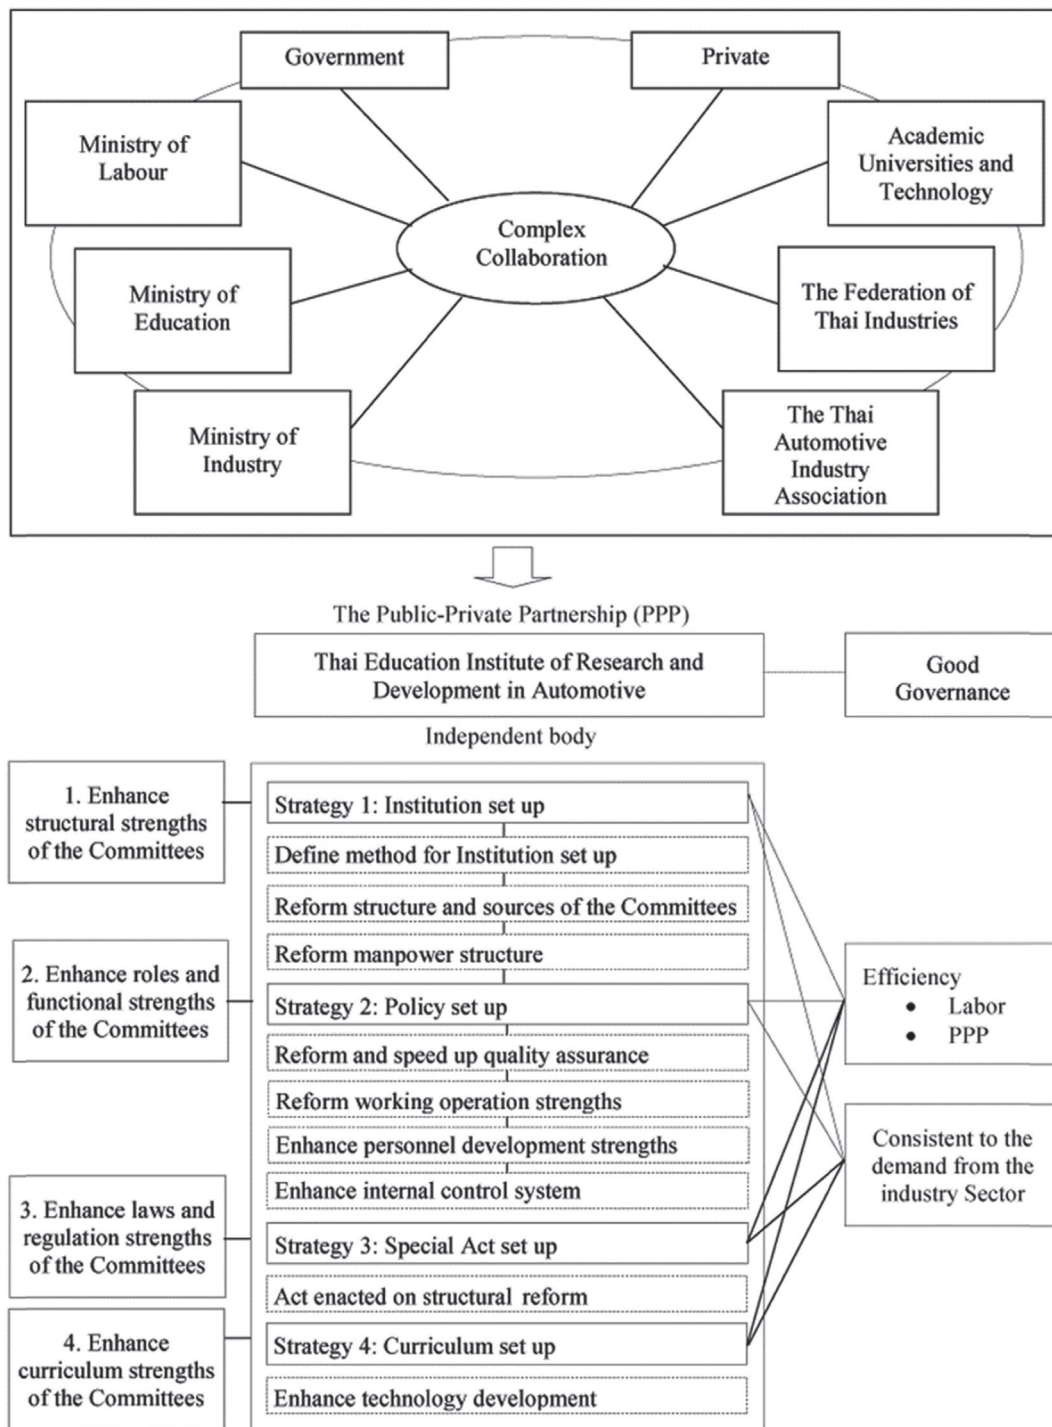 Government
Private
Ministry of
Labour
Academic
Universities and
Technology
Complex
Collaboration
Ministry of
Education
The Federation of
Thai Industries
Ministry of
Industry
The Thai
Automotive
Industry
Association
The Public-Private Partnership (PPP)
Thai Education Institute of Research and
Development in Automotive
Good
Governance
Independent body
1. Enhance
structural strengths
of the Committees
Strategy 1: Institution set up
Define method for Institution set up
Reform structure and sources of the Committees
Reform manpower structure
2. Enhance roles and
functional strengths
of the Committees
Strategy 2: Policy set up
Reform and speed up quality assurance
Reform working operation strengths
Enhance personnel development strengths
Enhance internal control system
3. Enhance laws and
regulation strengths
of the Committees
Strategy 3: Special Act set up
Act enacted on structural reform
4. Enhance
curriculum strengths
of the Committees
Strategy 4: Curriculum set up
Enhance technology development
Efficiency
• Labor
• PPP
Consistent to the
demand from the
industry Sector